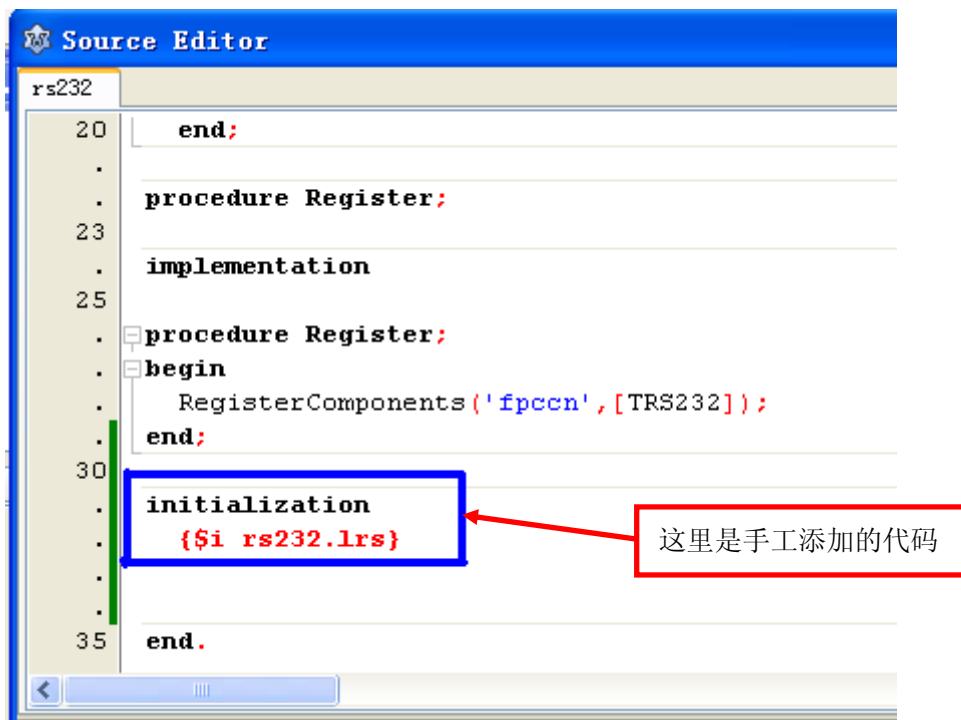 Source Editor
rs232
20 end;
.
. procedure Register;
23
. implementation
25
. procedure Register;
. begin
. RegisterComponents('fpccn',[TRS232]);
. end;
30
. initialization
. {$i rs232.lrs}
这里是手工添加的代码
.
.
35 end.